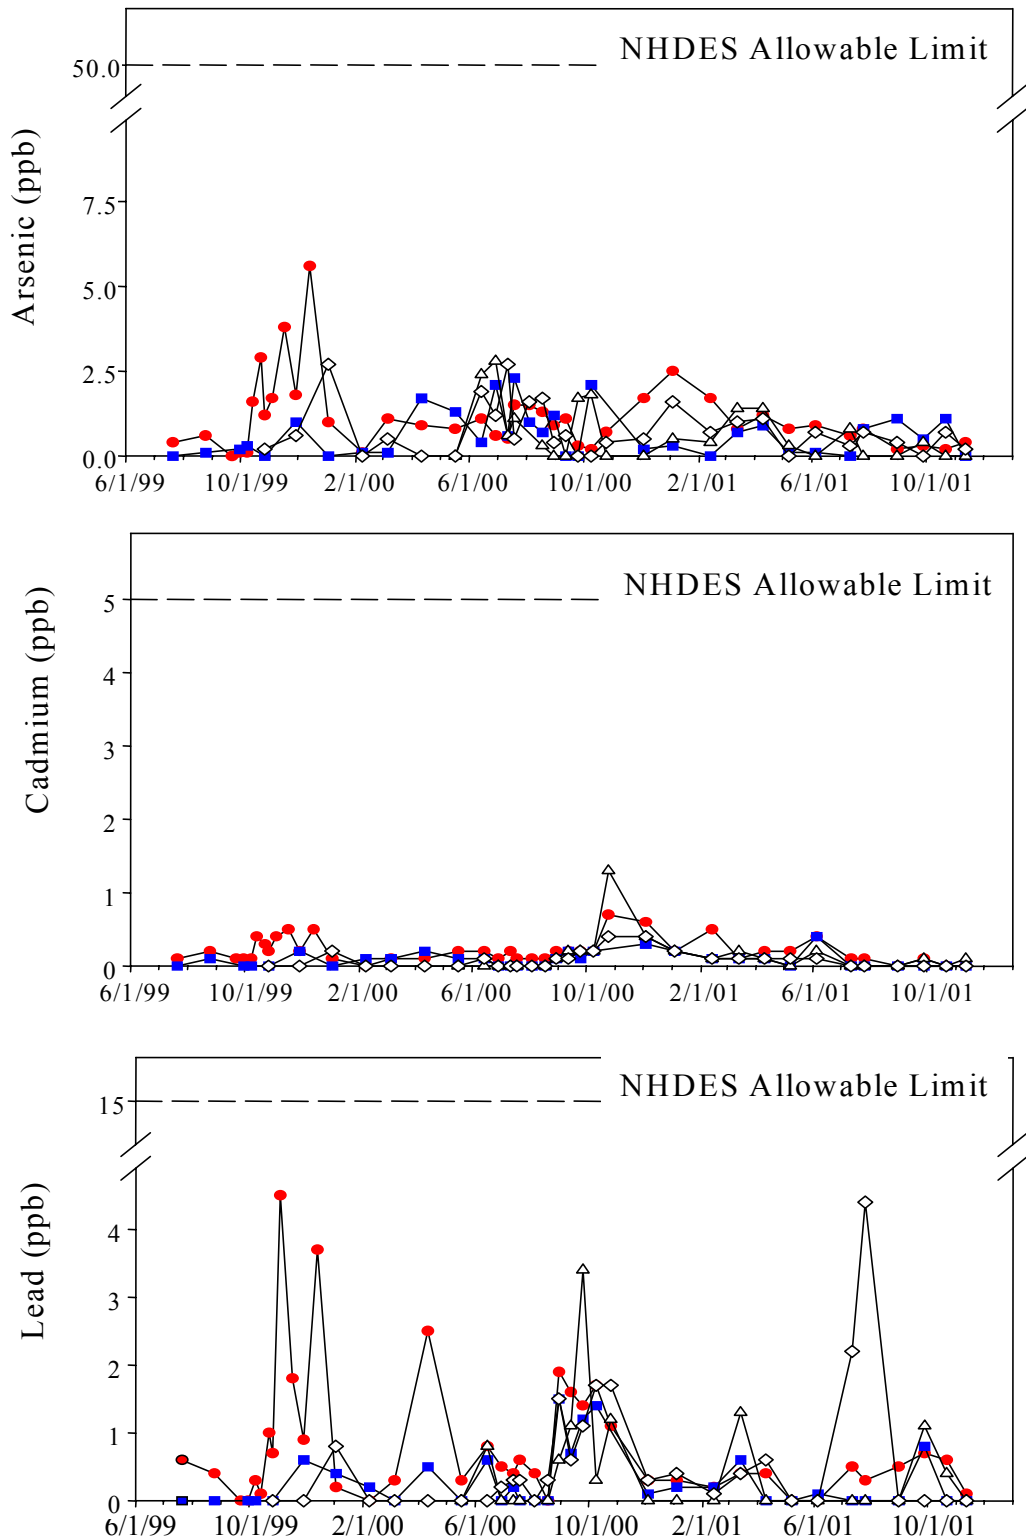 NHDES Allowable Limit
50.0
7.5
5.0
2.5
0.0
Arsenic (ppb)
6/1/99 10/1/99 2/1/00 6/1/00 10/1/00 2/1/01 6/1/01 10/1/01
NHDES Allowable Limit
5
4
3
2
1
0
Cadmium (ppb)
6/1/99 10/1/99 2/1/00 6/1/00 10/1/00 2/1/01 6/1/01 10/1/01
NHDES Allowable Limit
15
4
3
2
1
0
Lead (ppb)
6/1/99 10/1/99 2/1/00 6/1/00 10/1/00 2/1/01 6/1/01 10/1/01